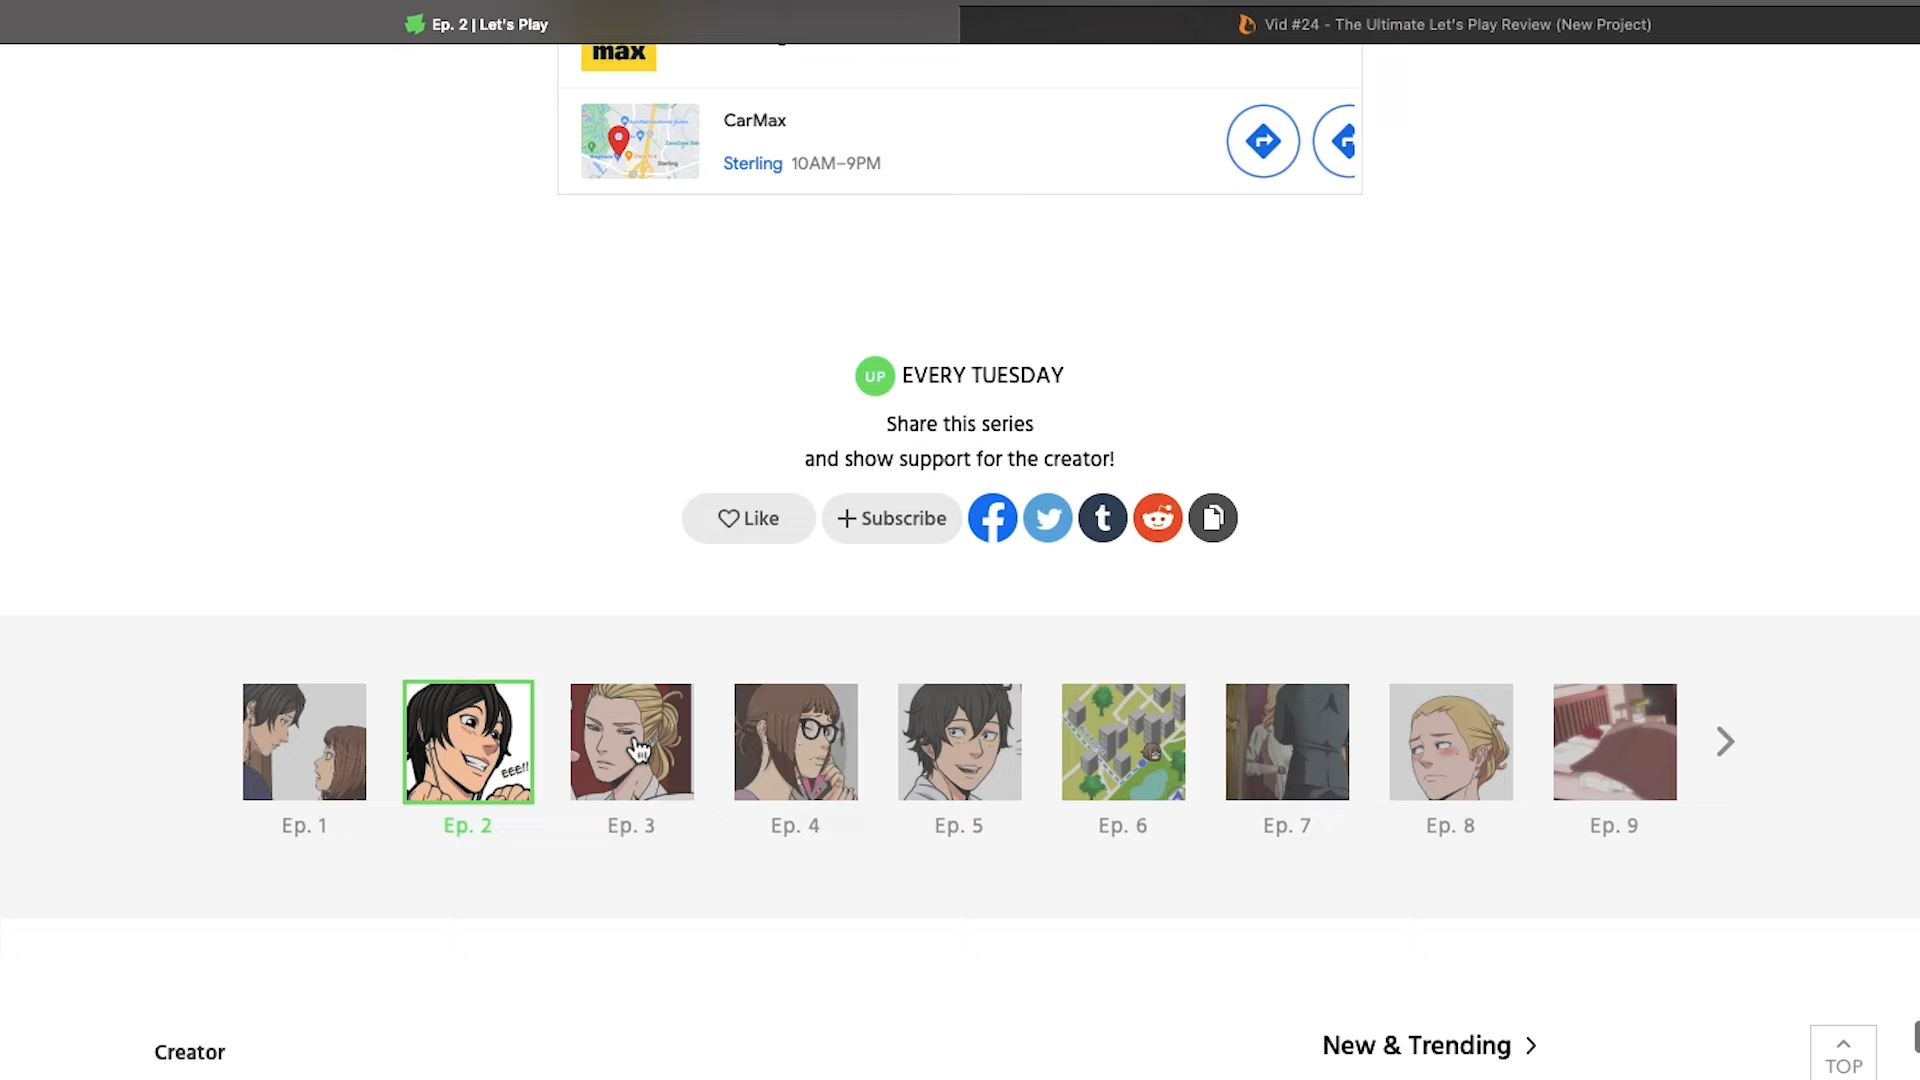 Ep. 2 | Let's Play
Vid #24 - The Ultimate Let's Play Review (New Project)
max
CarMax
Sterling 10AM–9PM
Sterling
UP EVERY TUESDAY
Share this series
and show support for the creator!
Like
Subscribe
EEE!!
Ep. 1
Ep. 2
Ep. 3
Ep. 4
Ep. 5
Ep. 6
Ep. 7
Ep. 8
Ep. 9
Creator
New & Trending
TOP